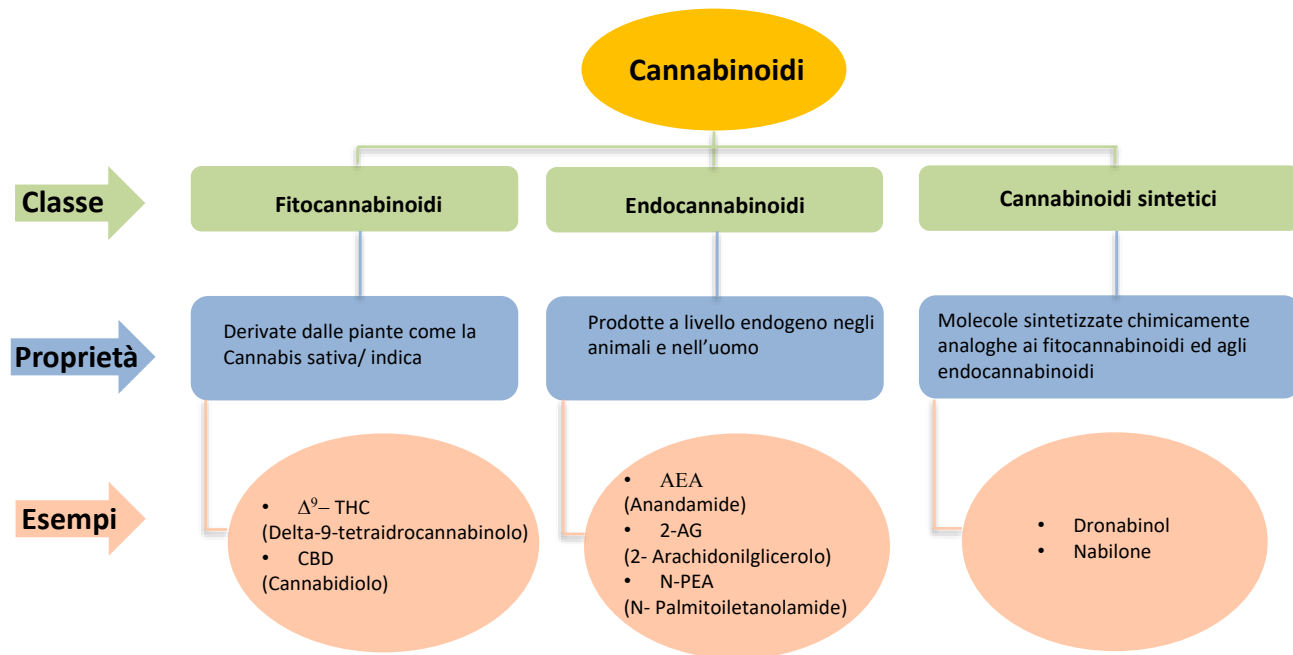 Cannabinoidi
Classe
Fitocannabinoidi
Endocannabinoidi
Cannabinoidi sintetici
Proprietà
Derivate dalle piante come la
Cannabis sativa/ indica
Prodotte a livello endogeno negli
animali e nell’uomo
Molecole sintetizzate chimicamente
analoghe ai fitocannabinoidi ed agli
endocannabinoidi
Esempi
• Δ⁹– THC
(Delta-9-tetraidrocannabinolo)
• CBD
(Cannabidiolo)
• AEA
(Anandamide)
• 2-AG
(2- Arachidonilglicerolo)
• N-PEA
(N- Palmitoiletanolamide)
• Dronabinol
• Nabilone